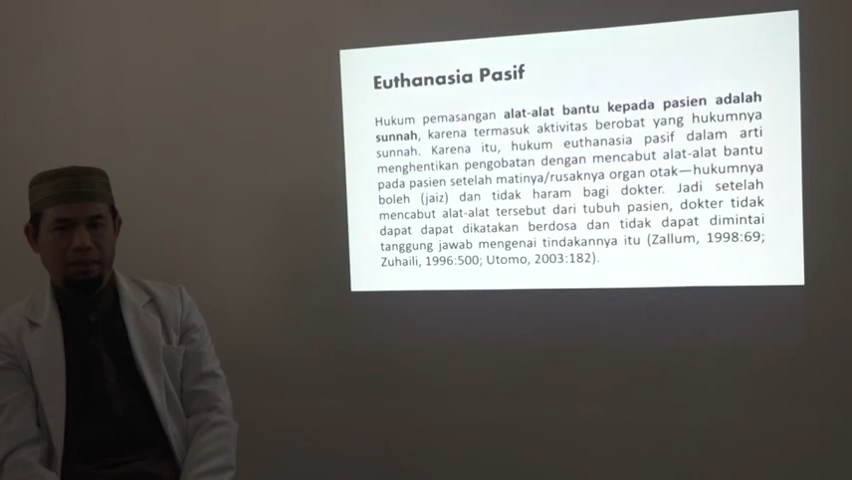 Euthanasia Pasif
Hukum pemasangan alat-alat bantu kepada pasien adalah
sunnah, karena termasuk aktivitas berobat yang hukumnya
sunnah. Karena itu, hukum euthanasia pasif dalam arti
menghentikan pengobatan dengan mencabut alat-alat bantu
pada pasien setelah matinya/rusaknya organ otak—hukumnya
boleh (jaiz) dan tidak haram bagi dokter. Jadi setelah
mencabut alat-alat tersebut dari tubuh pasien, dokter tidak
dapat dapat dikatakan berdosa dan tidak dapat dimintai
tanggung jawab mengenai tindakannya itu (Zallum, 1998:69;
Zuhaili, 1996:500; Utomo, 2003:182).